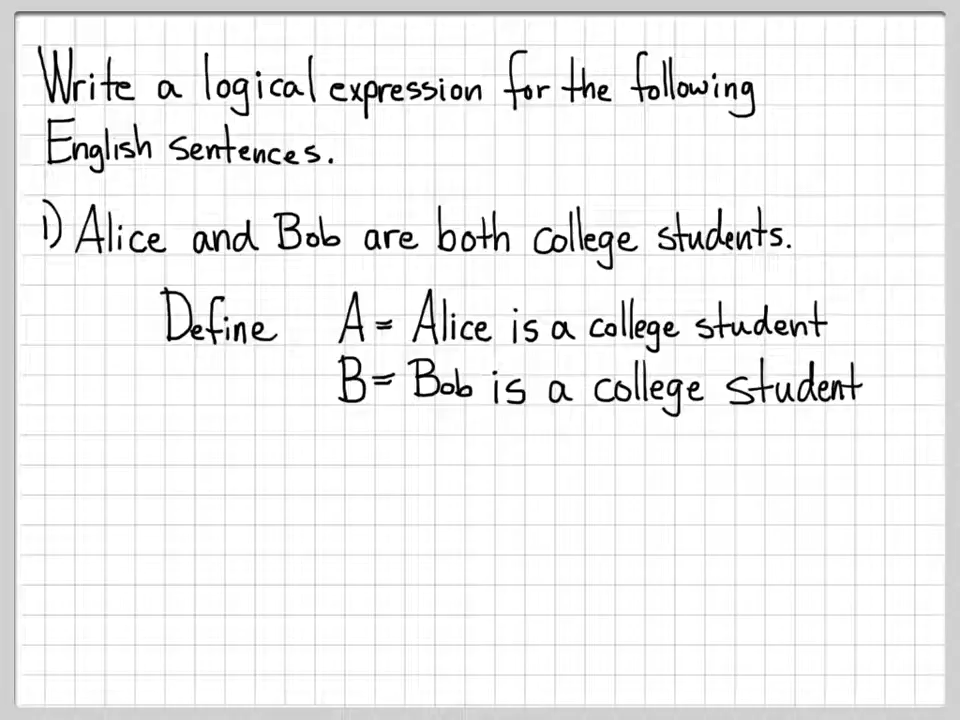 Write a logical expression for the following
English sentences.
1) Alice and Bob are both college students.
Define A = Alice is a college student
B = Bob is a college student